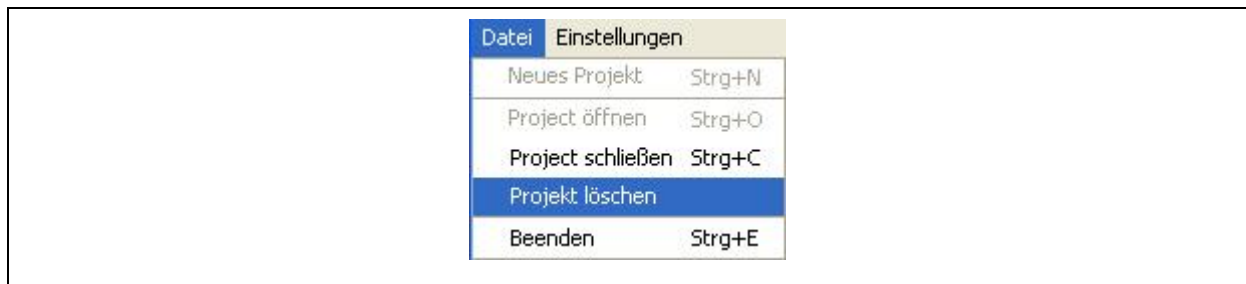 Datei Einstellungen
Neues Projekt Strg+N
Project öffnen Strg+O
Project schließen Strg+C
Projekt löschen
Beenden Strg+E